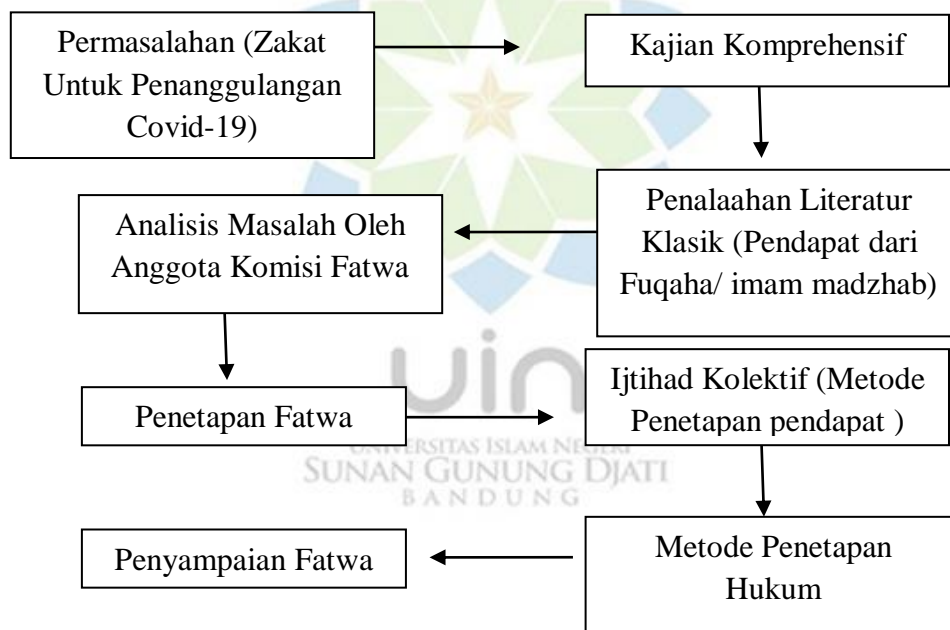 Permasalahan (Zakat
Untuk Penanggulangan
Covid-19)
Kajian Komprehensif
Penalaahan Literatur
Klasik (Pendapat dari
Fuqaha/ imam madzhab)
Analisis Masalah Oleh
Anggota Komisi Fatwa
Penetapan Fatwa
Ijtihad Kolektif (Metode
Penetapan pendapat )
Metode Penetapan
Hukum
Penyampaian Fatwa
uin
UNIVERSITAS ISLAM NEGERI
SUNAN GUNUNG DJATI
BANDUNG